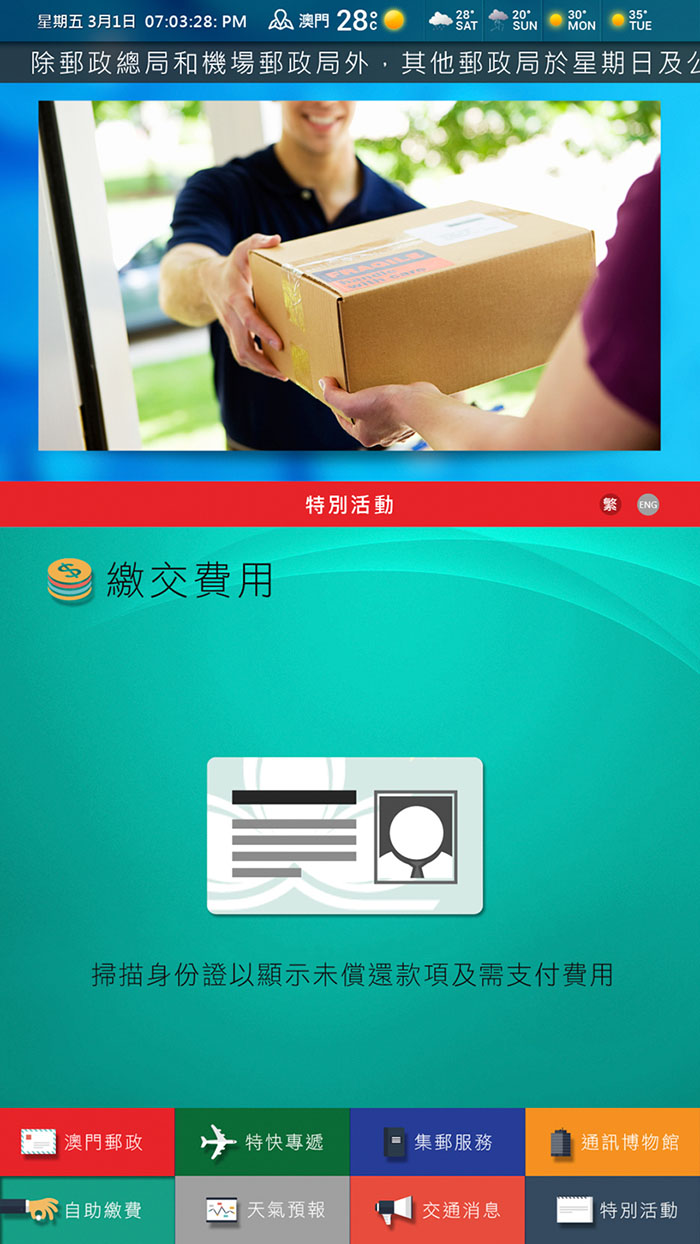 星期五 3月1日 07:03:28: PM 澳門 28°C 28° SAT 20° SUN 30° MON 35° TUE
除郵政總局和機場郵政局外，其他郵政局於星期日及公
FRAGILE
handle
with care
特別活動 繁 ENG
繳交費用
掃描身份證以顯示未償還款項及需支付費用
澳門郵政 特快專遞 集郵服務 通訊博物館
自助繳費 天氣預報 交通消息 特別活動